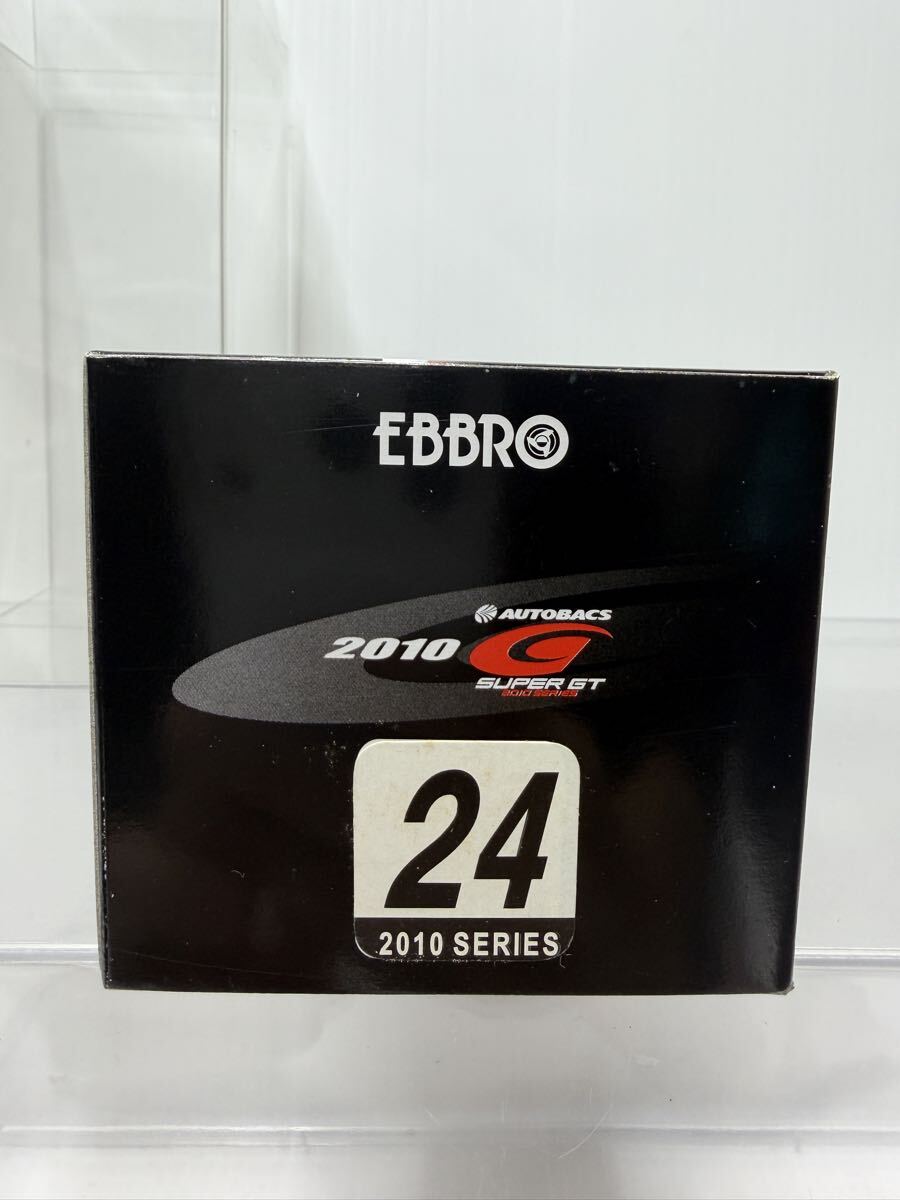 EBBRO
AUTOBACS
2010
SUPER GT
2010 SERIES
24
2010 SERIES